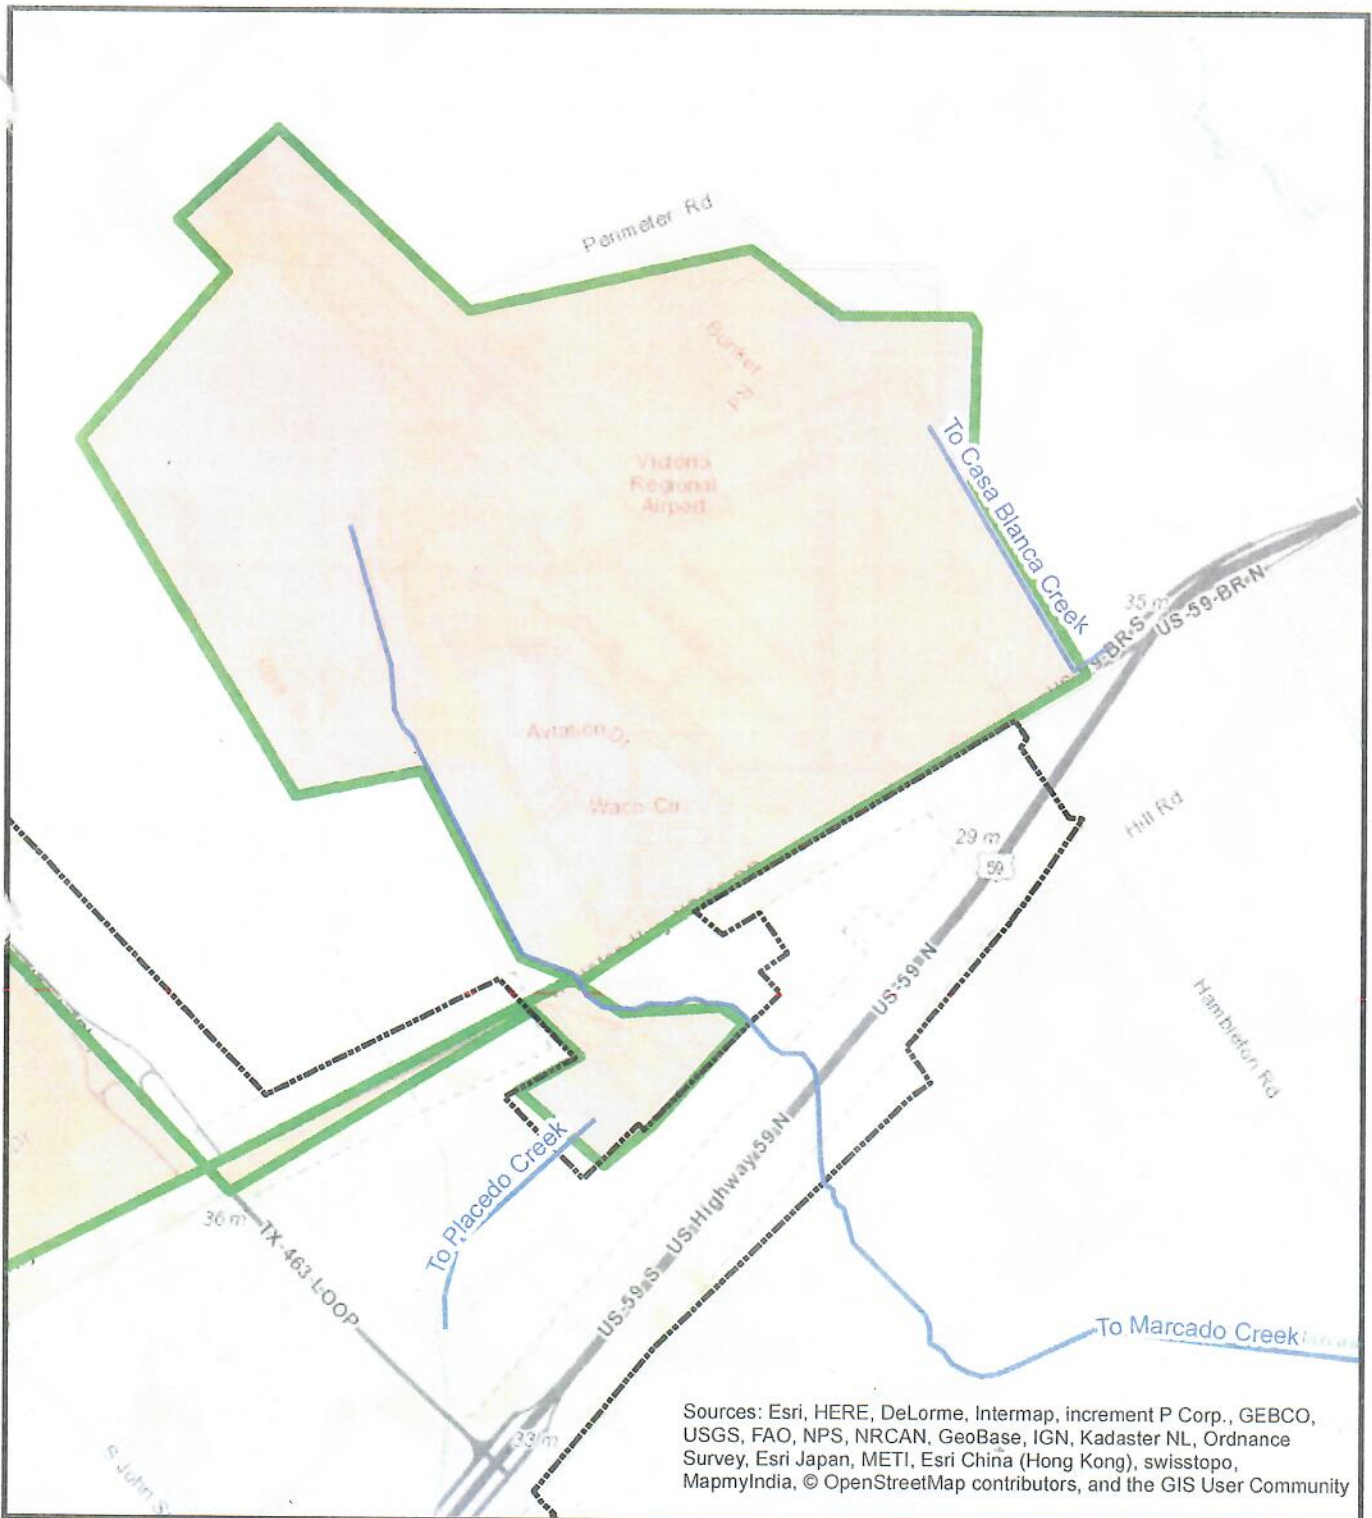 Perimeter Rd
Bunker
Rd
Victoria
Regional
Airport
To Casa Blanca Creek
35 m
9-BR-S
US-59-BR-N
Aviation Dr
Waco Cir
Hill Rd
29 m
59
US-59-N
Hambleton Rd
To Placedo Creek
US Highway 59 N
36 m
TX-463-LOOP
US-59-S
To Marcado Creek
33 m
S John S
Sources: Esri, HERE, DeLorme, Intermap, increment P Corp., GEBCO,
USGS, FAO, NPS, NRCAN, GeoBase, IGN, Kadaster NL, Ordnance
Survey, Esri Japan, METI, Esri China (Hong Kong), swisstopo,
MapmyIndia, © OpenStreetMap contributors, and the GIS User Community